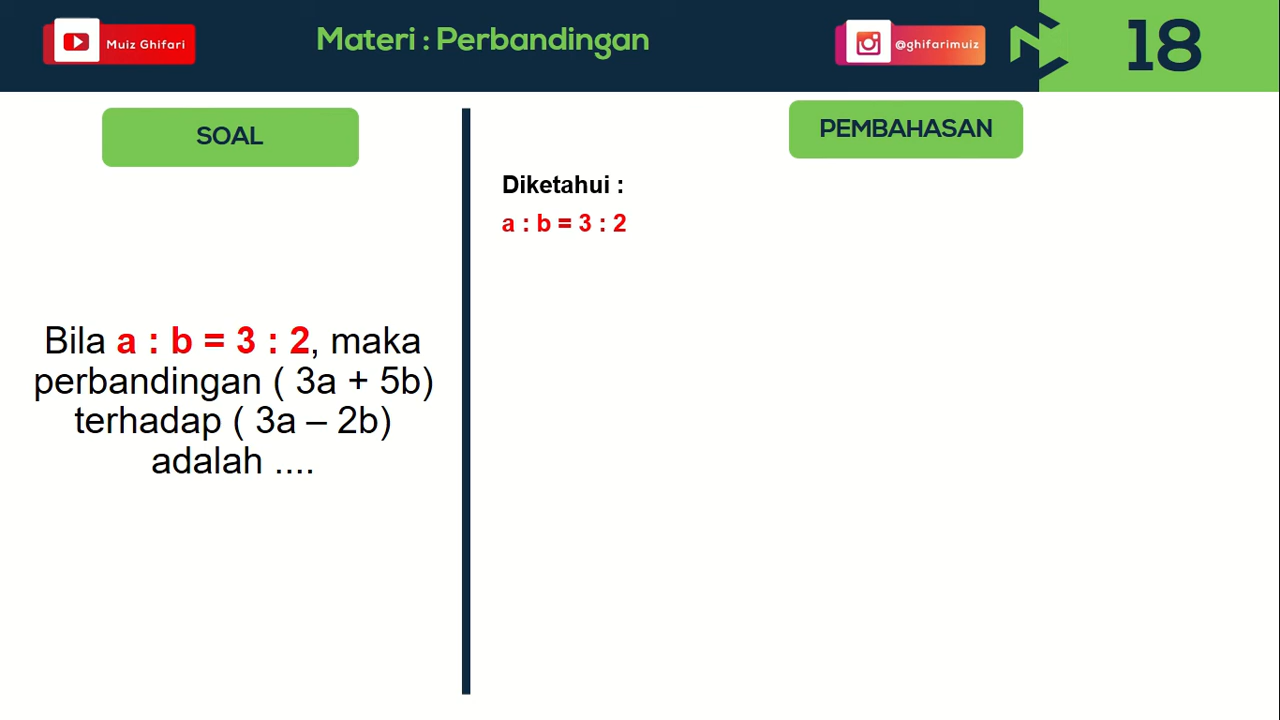 Muiz Ghifari
Materi : Perbandingan
@ghifarimuiz
18
SOAL
Bila a : b = 3 : 2, maka
perbandingan ( 3a + 5b)
terhadap ( 3a – 2b)
adalah ....
PEMBAHASAN
Diketahui :
a : b = 3 : 2